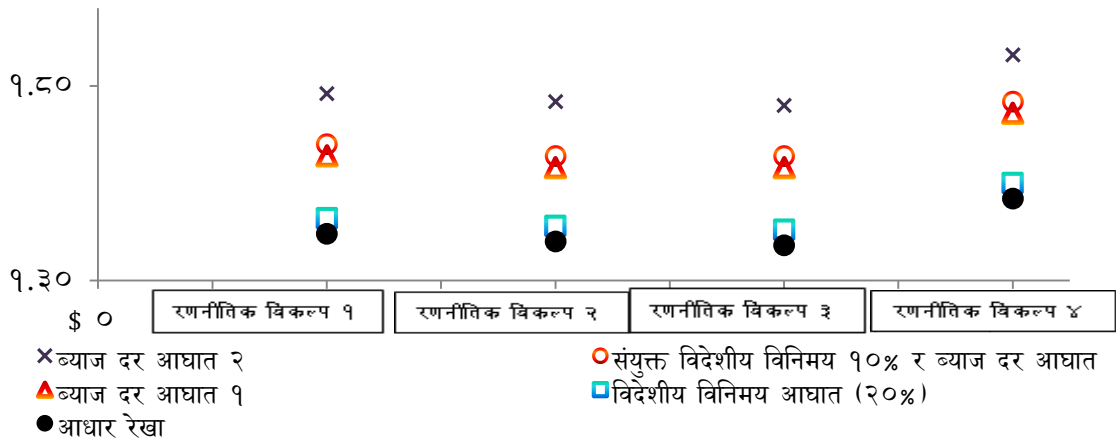 १.८०
१.३०
$ ०
रणनीतिक विकल्प १
रणनीतिक विकल्प २
रणनीतिक विकल्प ३
रणनीतिक विकल्प ४
ब्याज दर आघात २
संयुक्त विदेशीय विनिमय १०% र ब्याज दर आघात
ब्याज दर आघात १
विदेशीय विनिमय आघात (२०%)
आधार रेखा